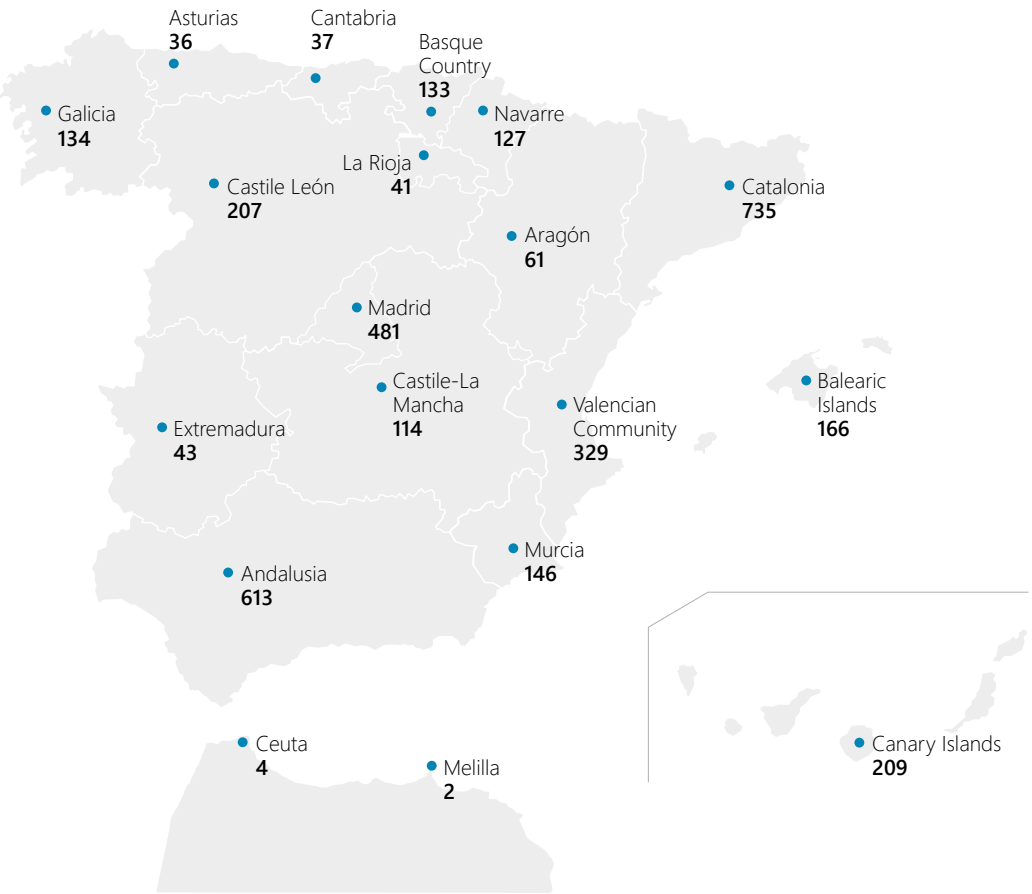 Asturias
36
Cantabria
37
Basque
Country
133
Galicia
134
Navarre
127
La Rioja
41
Castile León
207
Catalonia
735
Aragón
61
Madrid
481
Castile-La
Mancha
114
Balearic
Islands
166
Valencian
Community
329
Extremadura
43
Murcia
146
Andalusia
613
Ceuta
4
Melilla
2
Canary Islands
209